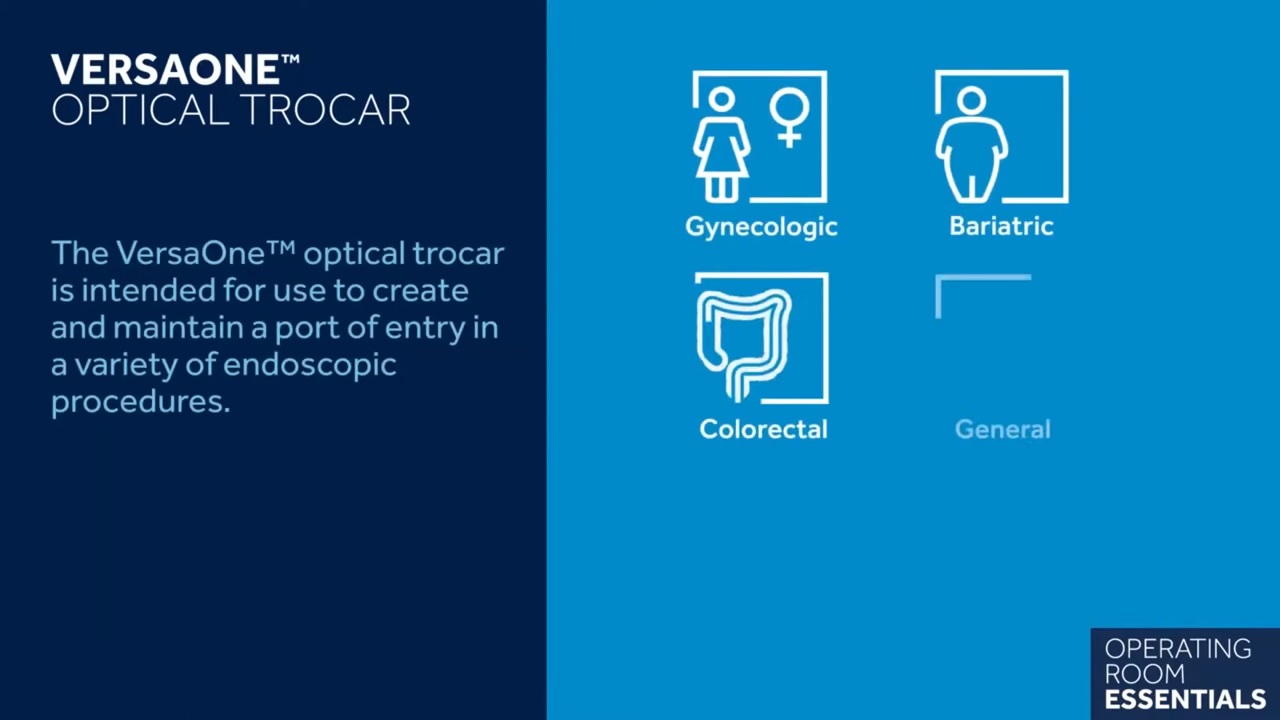 VERSAONE™
OPTICAL TROCAR
The VersaOne™ optical trocar
is intended for use to create
and maintain a port of entry in
a variety of endoscopic
procedures.
Gynecologic
Bariatric
Colorectal
General
OPERATING
ROOM
ESSENTIALS